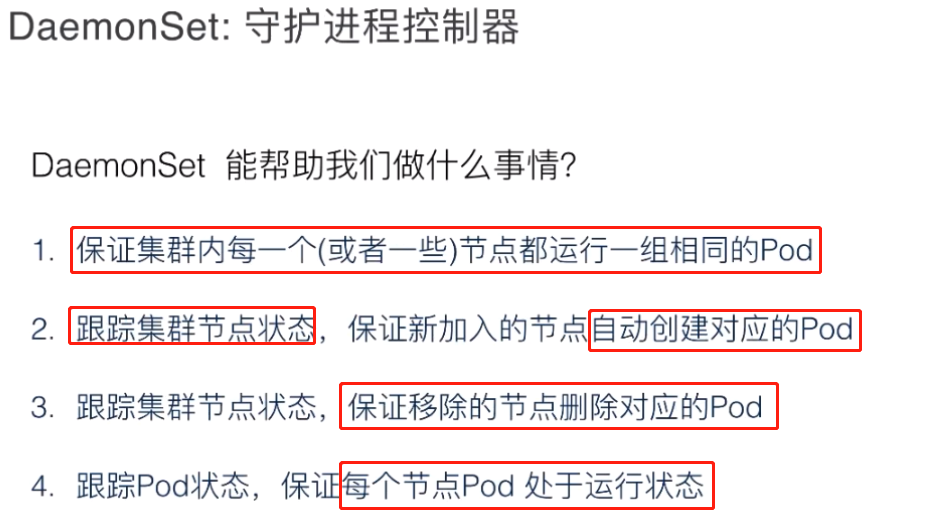 DaemonSet: 守护进程控制器
DaemonSet 能帮助我们做什么事情?
1. 保证集群内每一个(或者一些)节点都运行一组相同的Pod
2. 跟踪集群节点状态，保证新加入的节点自动创建对应的Pod
3. 跟踪集群节点状态，保证移除的节点删除对应的Pod
4. 跟踪Pod状态，保证每个节点Pod 处于运行状态